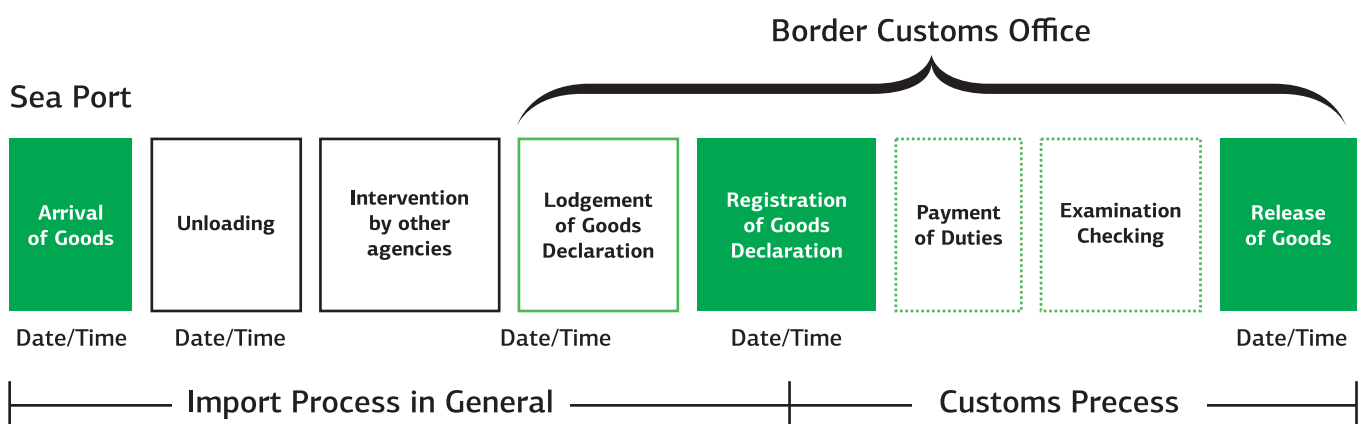 Border Customs Office
Sea Port
Arrival
of Goods
Unloading
Intervention
by other
agencies
Lodgement
of Goods
Declaration
Registration
of Goods
Declaration
Payment
of Duties
Examination
Checking
Release
of Goods
Date/Time
Date/Time
Date/Time
Date/Time
Date/Time
Import Process in General
Customs Precess